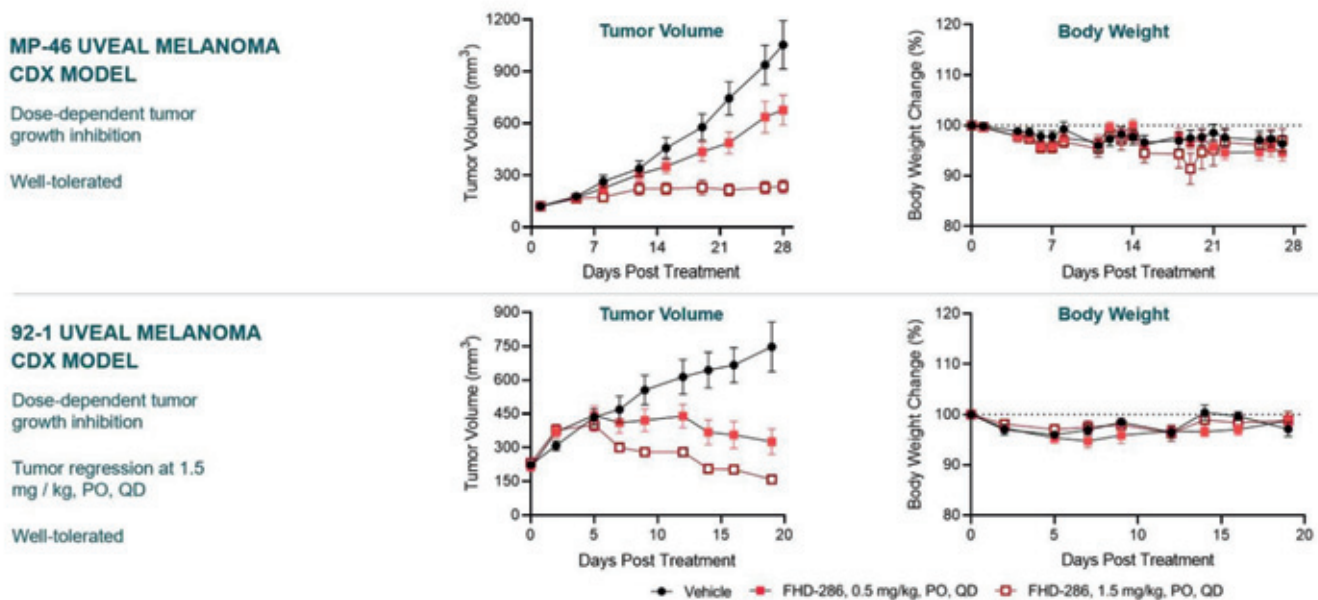 MP-46 UVEAL MELANOMA
CDX MODEL
Dose-dependent tumor
growth inhibition
Well-tolerated
Tumor Volume
Tumor Volume (mm³)
1200
900
600
300
0
0 7 14 21 28
Days Post Treatment
Body Weight
Body Weight Change (%)
120
110
100
90
80
0 7 14 21 28
Days Post Treatment
92-1 UVEAL MELANOMA
CDX MODEL
Dose-dependent tumor
growth inhibition
Tumor regression at 1.5
mg / kg, PO, QD
Well-tolerated
Tumor Volume
Tumor Volume (mm³)
900
750
600
450
300
150
0
0 5 10 15 20
Days Post Treatment
Body Weight
Body Weight Change (%)
120
110
100
90
80
0 5 10 15 20
Days Post Treatment
Vehicle FHD-286, 0.5 mg/kg, PO, QD FHD-286, 1.5 mg/kg, PO, QD